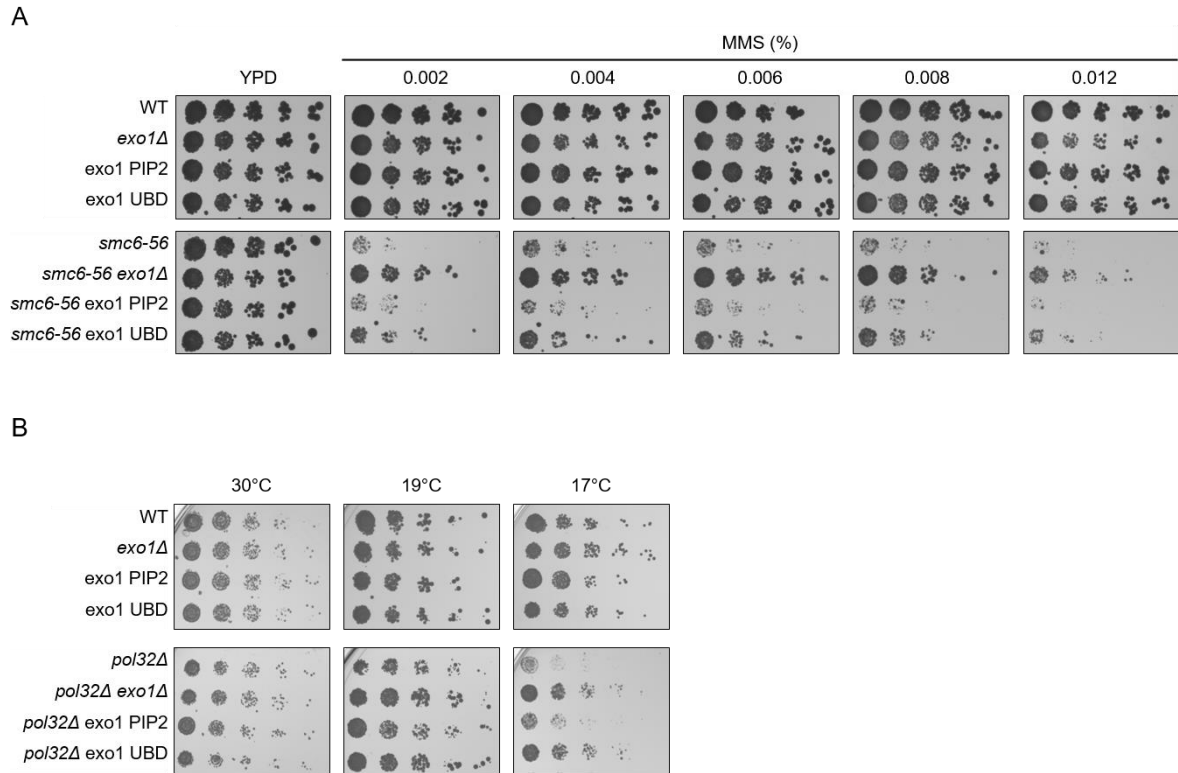 A
MMS (%)
YPD 0.002 0.004 0.006 0.008 0.012
WT
exo1Δ
exo1 PIP2
exo1 UBD
smc6-56
smc6-56 exo1Δ
smc6-56 exo1 PIP2
smc6-56 exo1 UBD
B
30°C 19°C 17°C
WT
exo1Δ
exo1 PIP2
exo1 UBD
pol32Δ
pol32Δ exo1Δ
pol32Δ exo1 PIP2
pol32Δ exo1 UBD